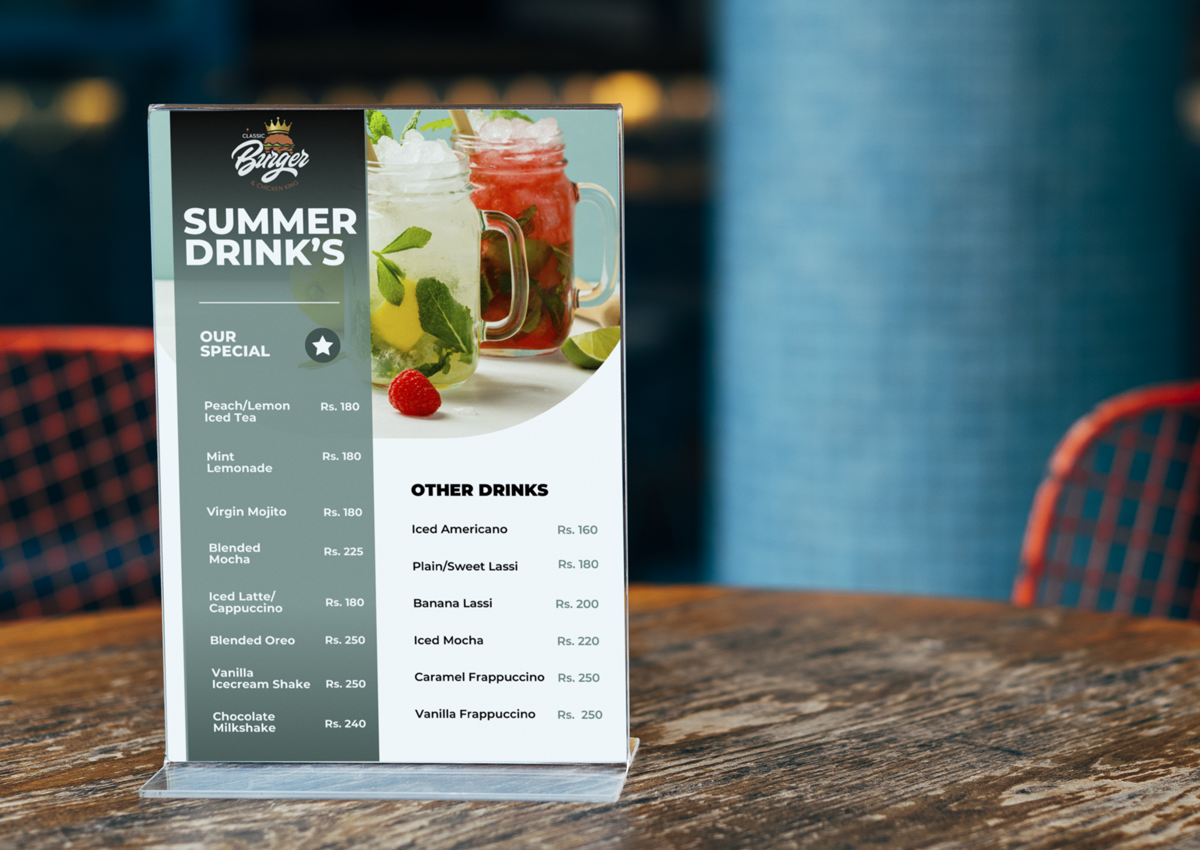 CLASSIC
Burger
& CHICKEN KING
SUMMER
DRINK'S
OUR
SPECIAL
Peach/Lemon
Iced Tea
Rs. 180
Mint
Lemonade
Rs. 180
Virgin Mojito Rs. 180
Blended
Mocha
Rs. 225
Iced Latte/
Cappuccino
Rs. 180
Blended Oreo Rs. 250
Vanilla
Icecream Shake Rs. 250
Chocolate
Milkshake
Rs. 240
OTHER DRINKS
Iced Americano Rs. 160
Plain/Sweet Lassi Rs. 180
Banana Lassi Rs. 200
Iced Mocha Rs. 220
Caramel Frappuccino Rs. 250
Vanilla Frappuccino Rs. 250